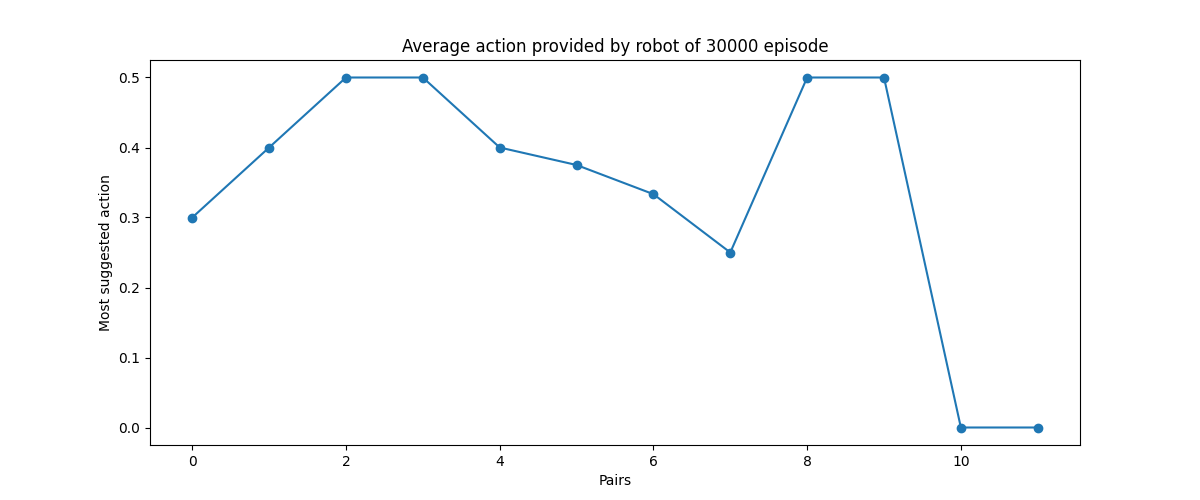 Average action provided by robot of 30000 episode
Most suggested action
0.5
0.4
0.3
0.2
0.1
0.0
0 2 4 6 8 10
Pairs